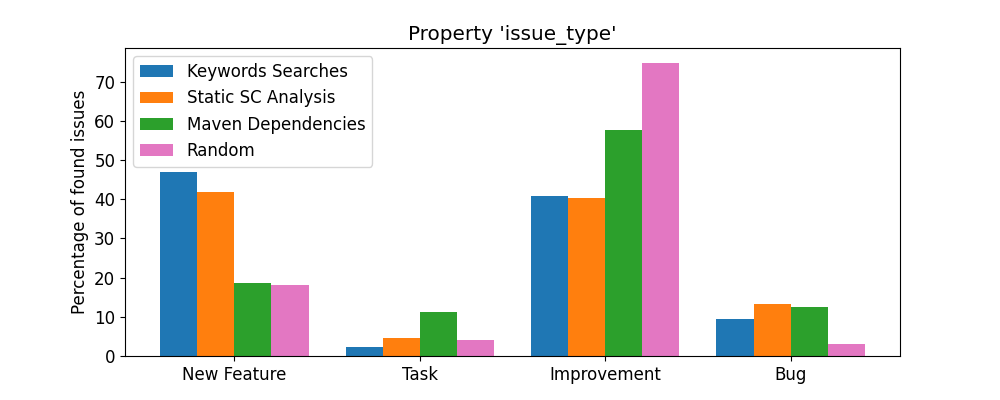 Property 'issue_type'
Percentage of found issues
70
60
50
40
30
20
10
0
Keywords Searches
Static SC Analysis
Maven Dependencies
Random
New Feature
Task
Improvement
Bug